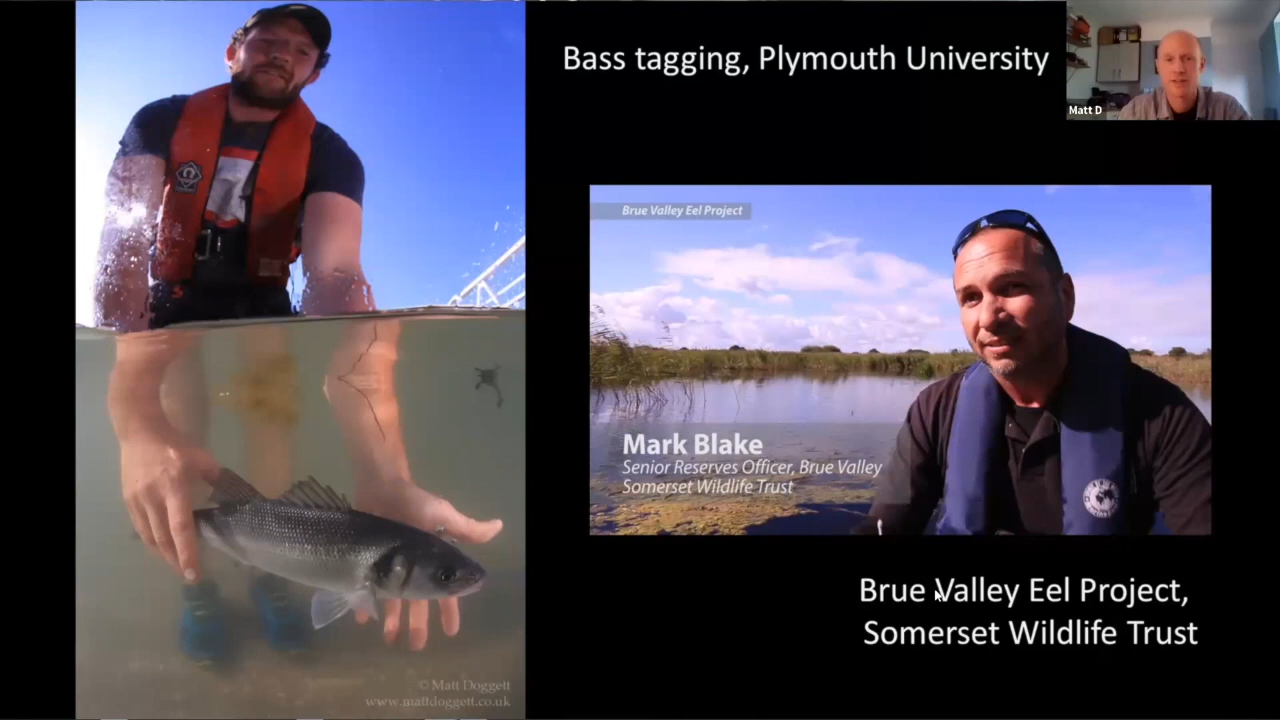 Bass tagging, Plymouth University
Matt D
Brue Valley Eel Project
Mark Blake
Senior Reserves Officer, Brue Valley
Somerset Wildlife Trust
Brue Valley Eel Project,
Somerset Wildlife Trust
© Matt Doggett
www.mattdoggett.co.uk